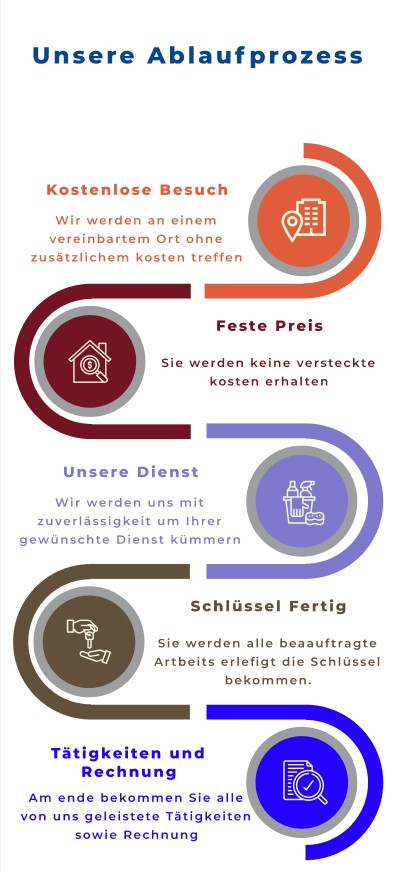 Unsere Ablaufprozess
Kostenlose Besuch
Wir werden an einem
vereinbartem Ort ohne
zusätzlichem kosten treffen
Feste Preis
Sie werden keine versteckte
kosten erhalten
Unsere Dienst
Wir werden uns mit
zuverlässigkeit um Ihrer
gewünschte Dienst kümmern
Schlüssel Fertig
Sie werden alle beaauftragte
Artbeits erlefigt die Schlüssel
bekommen.
Tätigkeiten und
Rechnung
Am ende bekommen Sie alle
von uns geleistete Tätigkeiten
sowie Rechnung